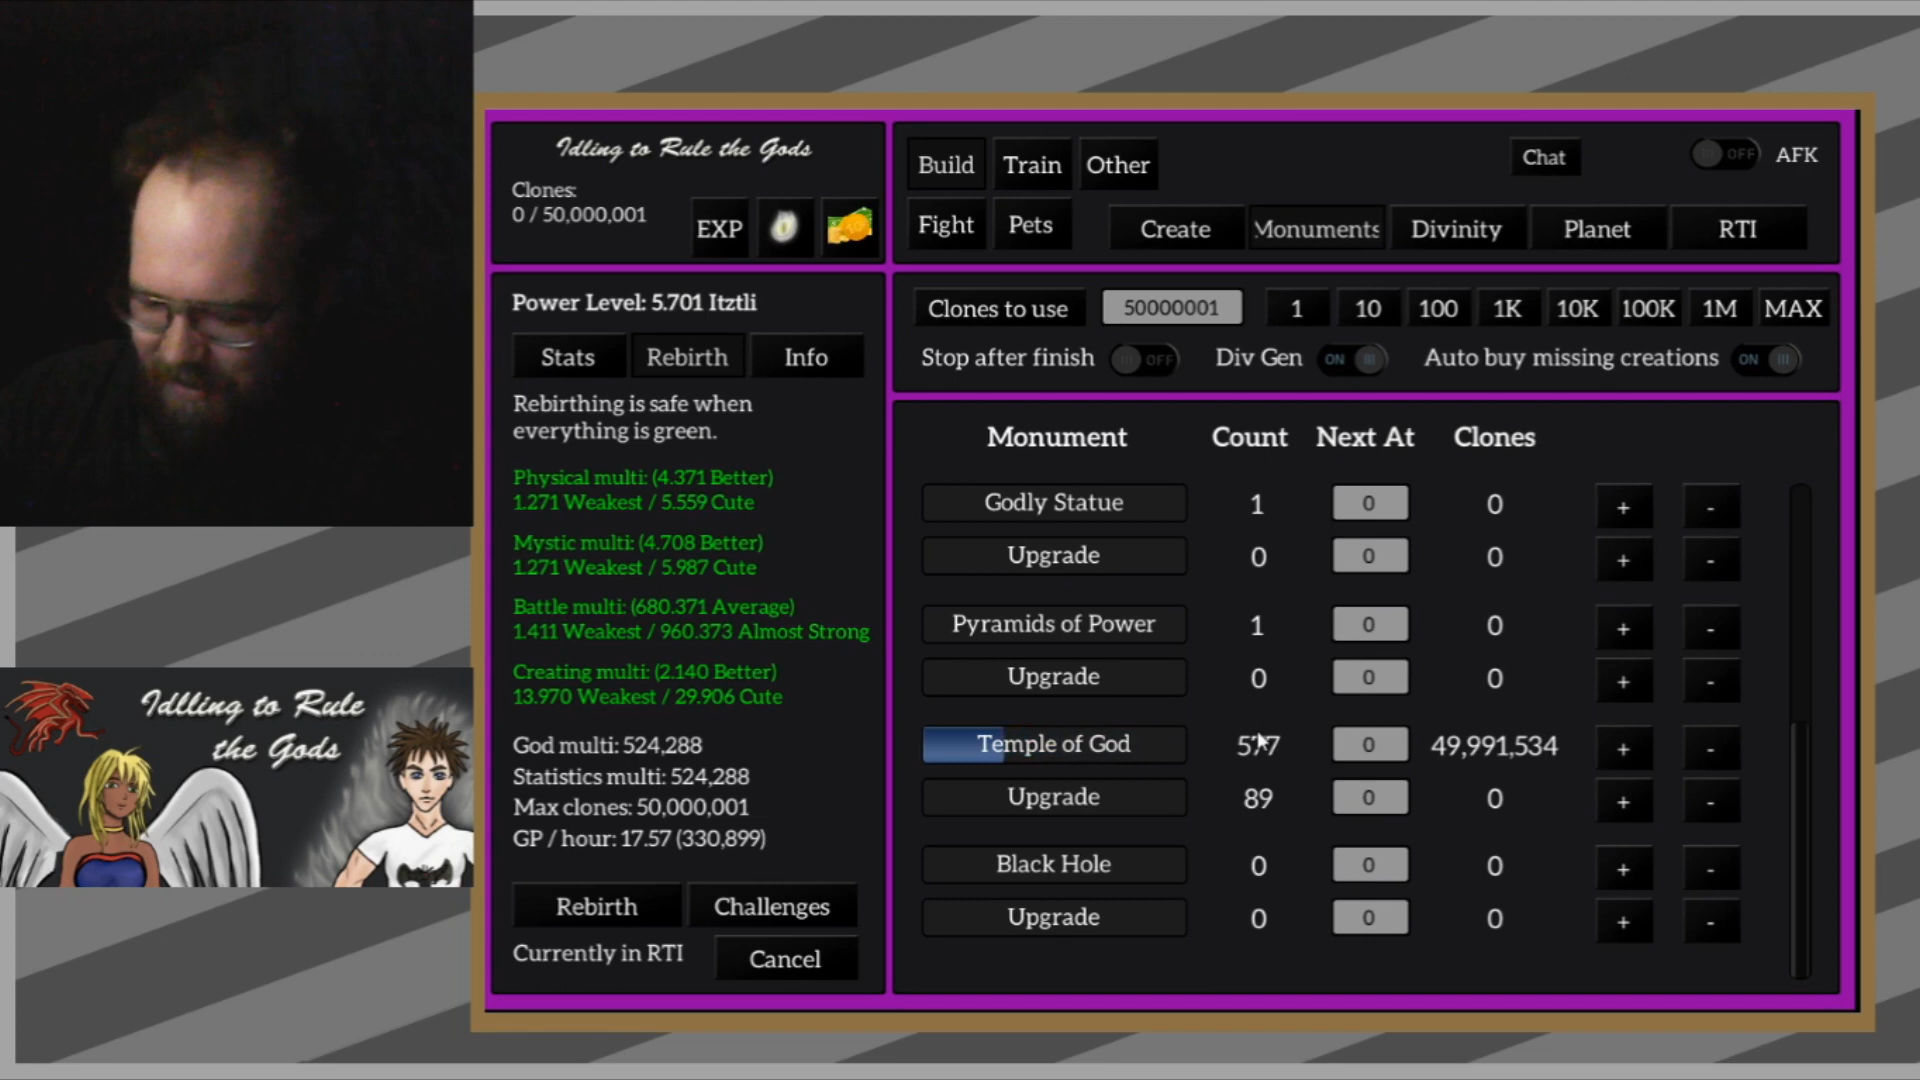 Idling to Rule the Gods
Clones:
0 / 50,000,001
EXP
Build
Train
Other
Chat
OFF
AFK
Fight
Pets
Create
Monuments
Divinity
Planet
RTI
Power Level: 5.701 Itztli
Stats
Rebirth
Info
Rebirthing is safe when
everything is green.
Physical multi: (4.371 Better)
1.271 Weakest / 5.559 Cute
Mystic multi: (4.708 Better)
1.271 Weakest / 5.987 Cute
Battle multi: (680.371 Average)
1.411 Weakest / 960.373 Almost Strong
Creating multi: (2.140 Better)
13.970 Weakest / 29.906 Cute
God multi: 524,288
Statistics multi: 524,288
Max clones: 50,000,001
GP / hour: 17.57 (330,899)
Rebirth
Challenges
Currently in RTI
Cancel
Clones to use
50000001
1
10
100
1K
10K
100K
1M
MAX
Stop after finish
OFF
Div Gen
ON
Auto buy missing creations
ON
Monument Count Next At Clones
Godly Statue 1 0 0 + -
Upgrade 0 0 0 + -
Pyramids of Power 1 0 0 + -
Upgrade 0 0 0 + -
Temple of God 0 49,991,534 + -
Upgrade 89 0 0 + -
Black Hole 0 0 0 + -
Upgrade 0 0 0 + -
Idlling to Rule
the Gods